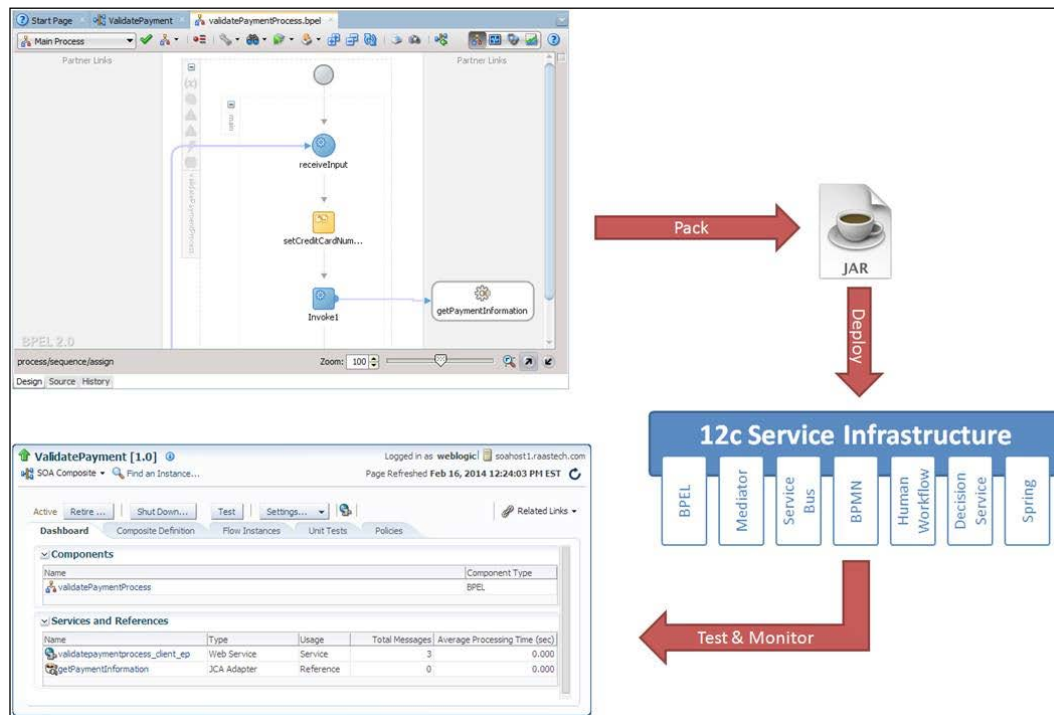 Start Page
ValidatePayment
validatePaymentProcess.bpel
Main Process
Partner Links
Partner Links
(x)
main
validatePaymentProcess
receiveInput
setCreditCardNum...
Invoke1
getPaymentInformation
BPEL 2.0
process/sequence/assign
Zoom: 100
Design Source History
Pack
JAR
Deploy
12c Service Infrastructure
BPEL
Mediator
Service Bus
BPMN
Human Workflow
Decision Service
Spring
Test & Monitor
ValidatePayment [1.0]
Logged in as weblogic
soahost1.raastech.com
SOA Composite
Find an Instance...
Page Refreshed Feb 16, 2014 12:24:03 PM EST
Active Retire ... Shut Down... Test Settings... Related Links
Dashboard Composite Definition Flow Instances Unit Tests Policies
Components
Name Component Type
validatePaymentProcess BPEL
Services and References
Name Type Usage Total Messages Average Processing Time (sec)
validatepaymentprocess_client_ep Web Service Service 3 0.000
getPaymentInformation JCA Adapter Reference 0 0.000